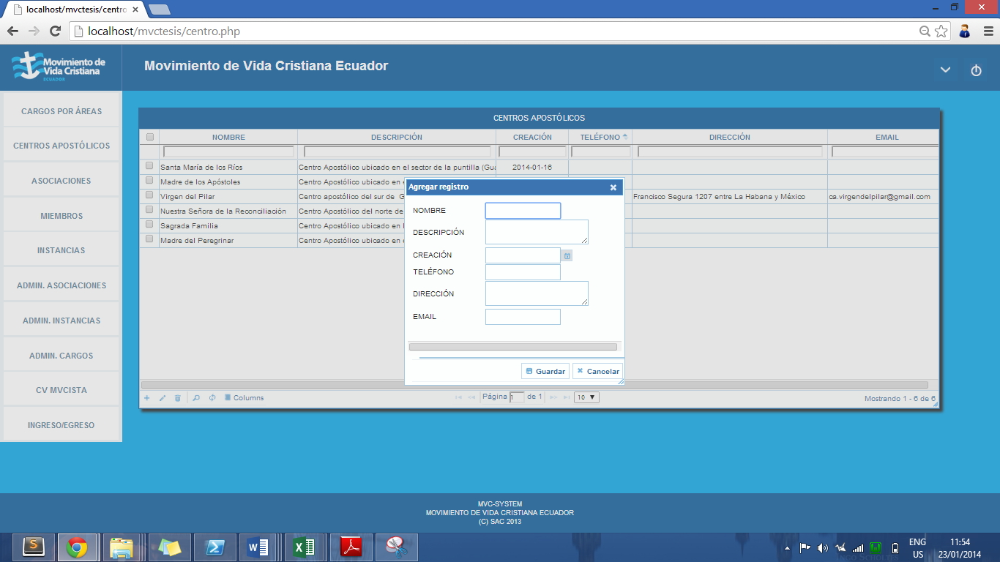 localhost/mvctesis/centro
localhost/mvctesis/centro.php
Movimiento de
Vida Cristiana
ECUADOR
Movimiento de Vida Cristiana Ecuador
CARGOS POR ÁREAS
CENTROS APOSTÓLICOS
ASOCIACIONES
MIEMBROS
INSTANCIAS
ADMIN. ASOCIACIONES
ADMIN. INSTANCIAS
ADMIN. CARGOS
CV MVCISTA
INGRESO/EGRESO
CENTROS APOSTÓLICOS
NOMBRE DESCRIPCIÓN CREACIÓN TELÉFONO DIRECCIÓN EMAIL
Santa María de los Ríos Centro Apostólico ubicado en el sector de la puntilla (Gua 2014-01-16
Madre de los Apóstoles Centro Apostólico ubicado en
Virgen del Pilar Centro apostólico del sur de G Francisco Segura 1207 entre La Habana y México ca.virgendelpilar@gmail.com
Nuestra Señora de la Reconciliación Centro Apostólico del norte de
Sagrada Familia Centro Apostólico ubicado en
Madre del Peregrinar Centro Apostólico ubicado en
Agregar registro
NOMBRE
DESCRIPCIÓN
CREACIÓN
TELÉFONO
DIRECCIÓN
EMAIL
Guardar Cancelar
Columns Página 1 de 1 10 Mostrando 1 - 6 de 6
MVC-SYSTEM
MOVIMIENTO DE VIDA CRISTIANA ECUADOR
(C) SAC 2013
ENG 11:54
US 23/01/2014